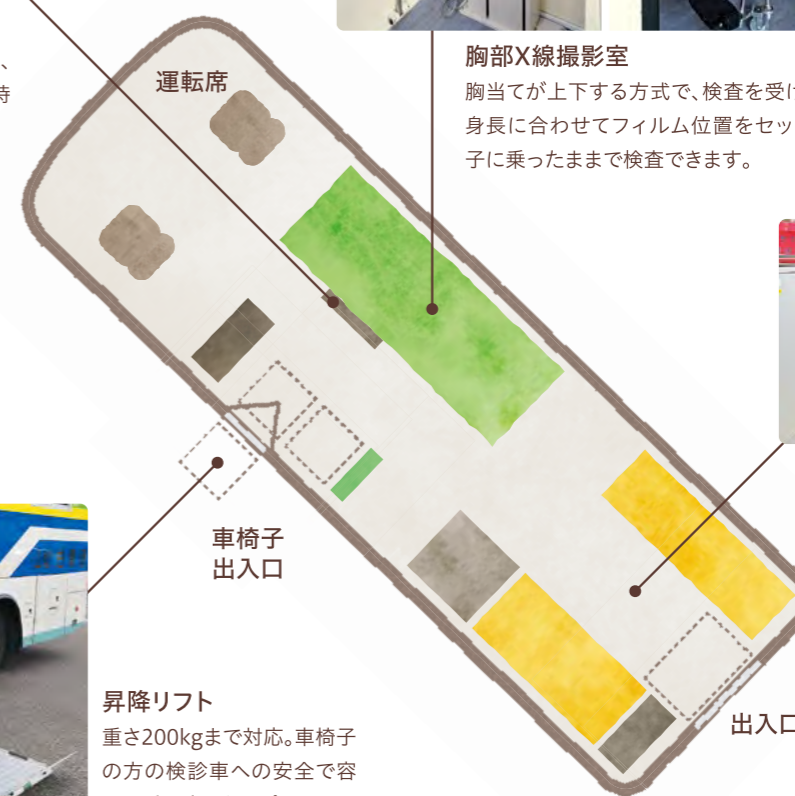 、
時
運転席
胸部X線撮影室
胸当てが上下する方式で、検査を受け
身長に合わせてフィルム位置をセッ
子に乗ったままで検査できます。
車椅子
出入口
昇降リフト
重さ200kgまで対応。車椅子
の方の検診車への安全で容
出入口